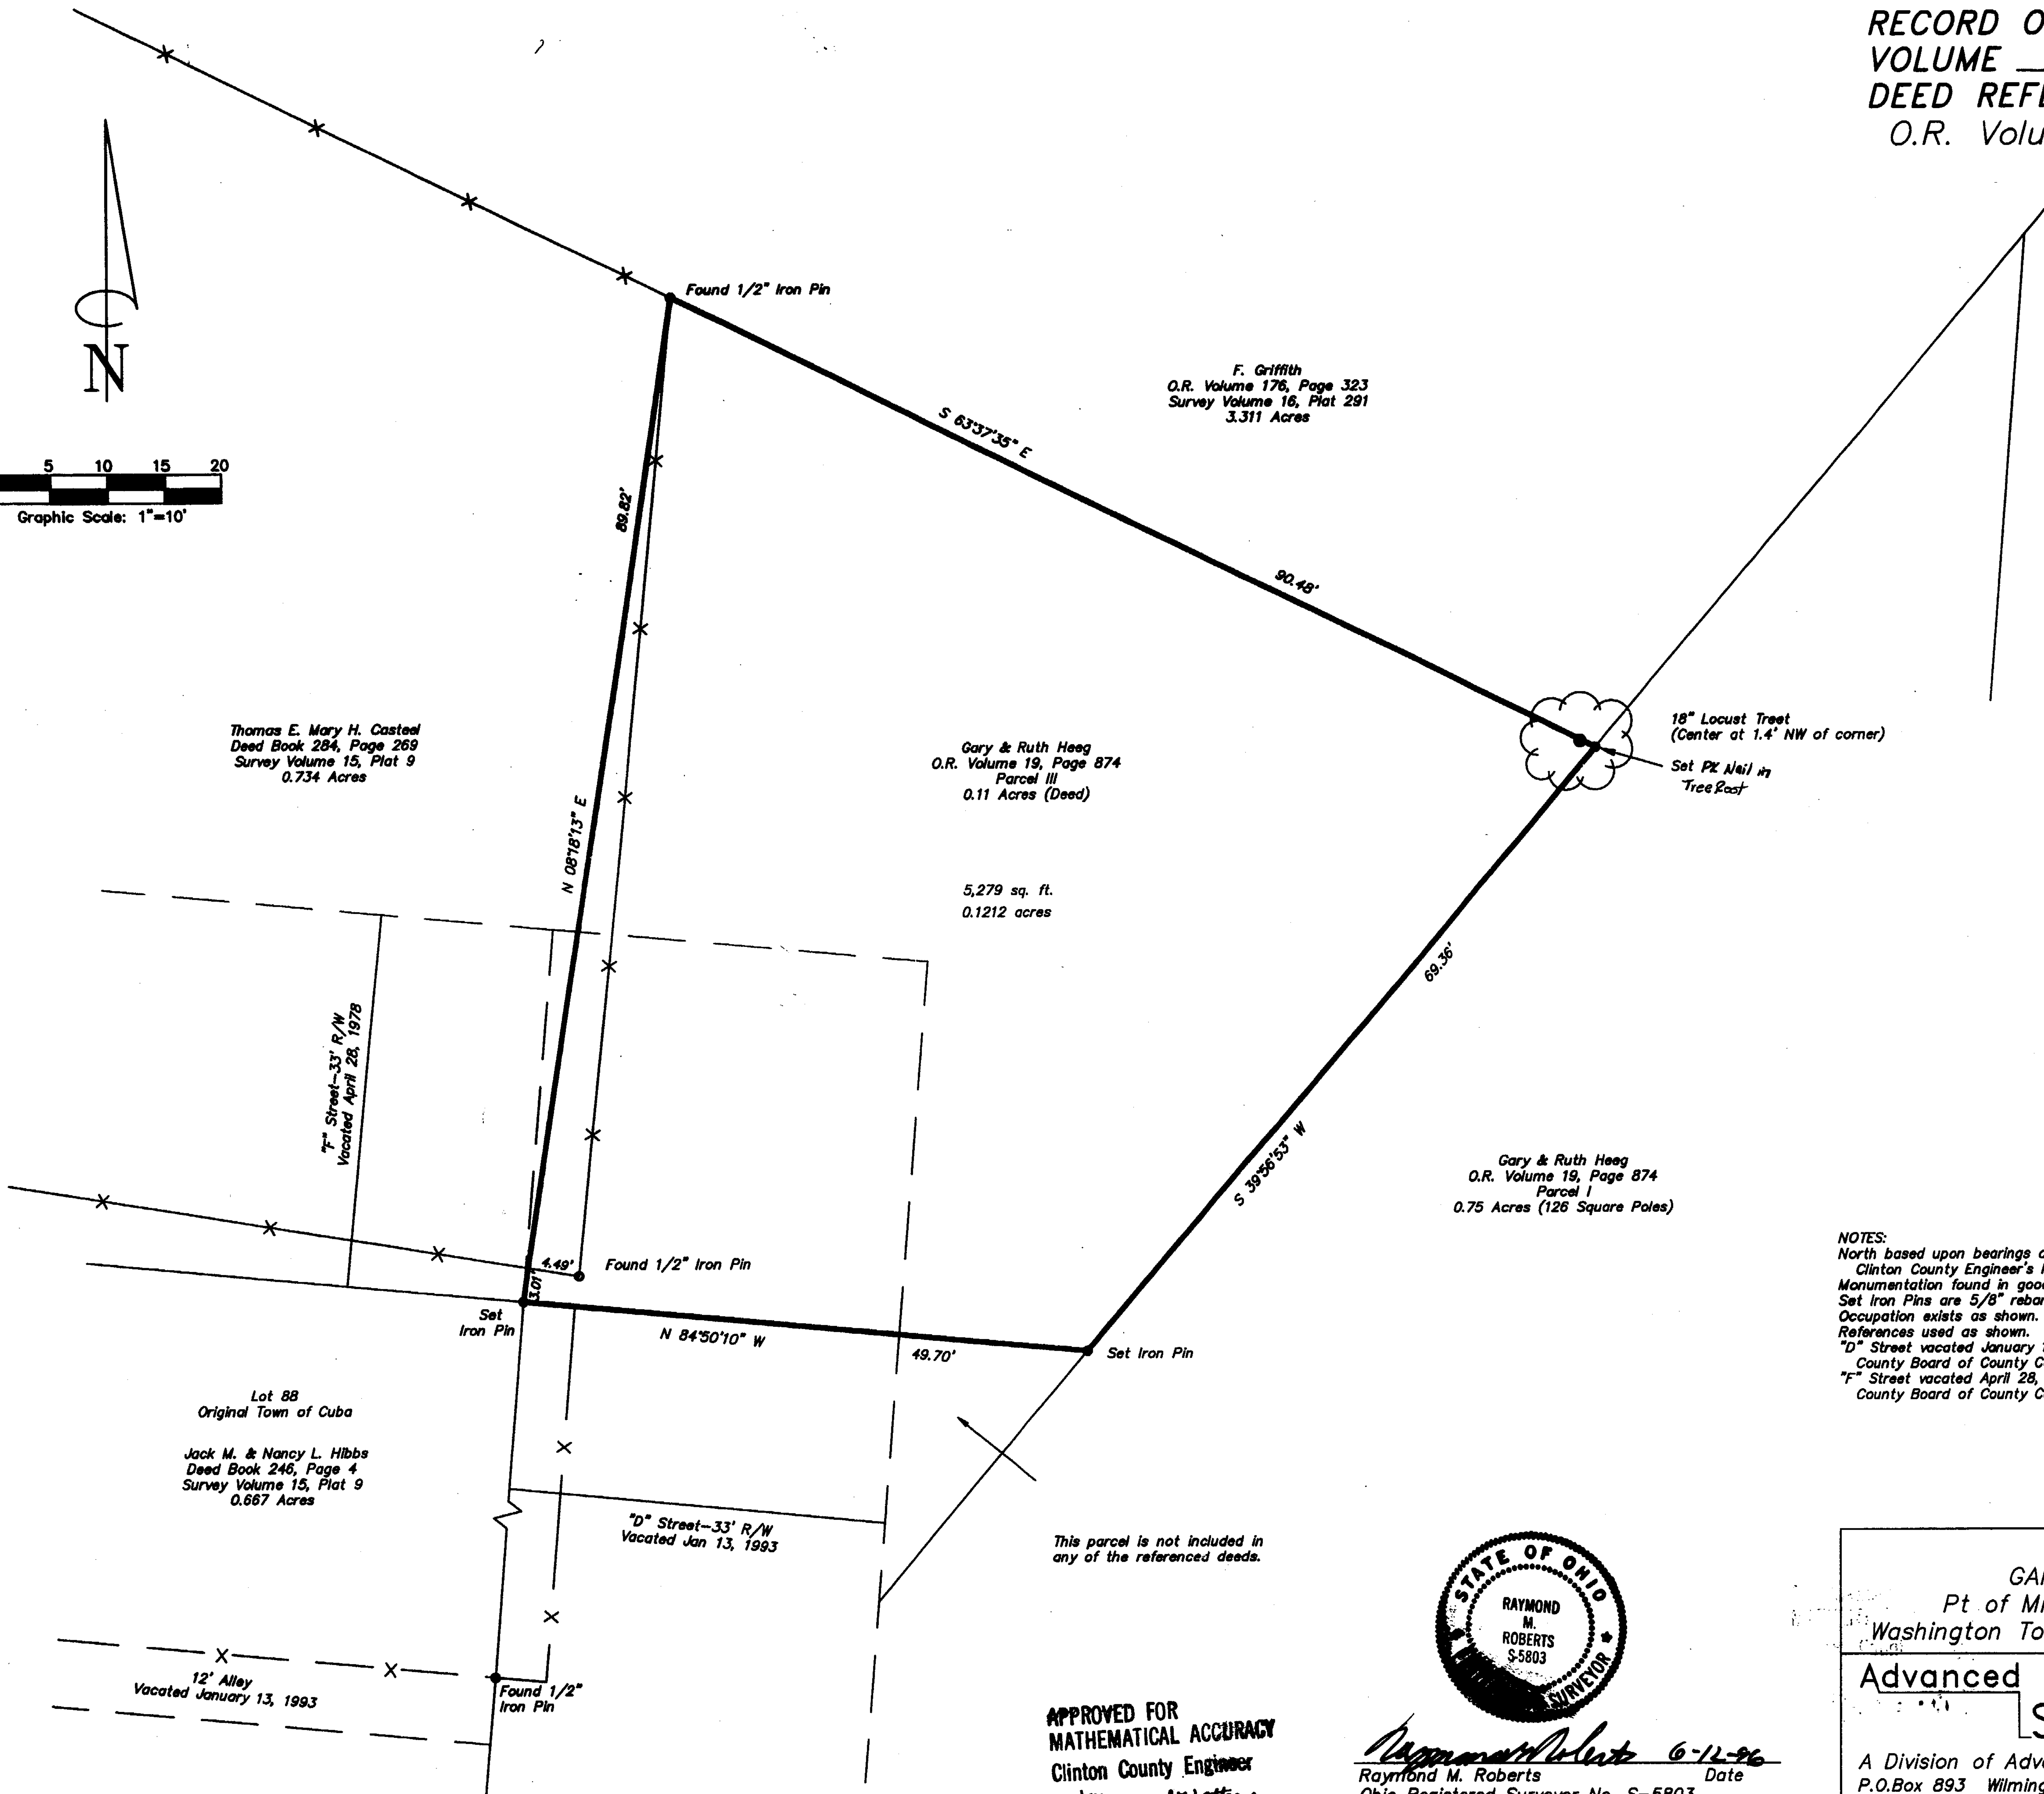 RECORD O
VOLUME
DEED REFE
O.R. Volu
N
5 10 15 20
Graphic Scale: 1"=10'
Found 1/2" Iron Pin
F. Griffith
O.R. Volume 176, Page 323
Survey Volume 16, Plat 291
3.311 Acres
S 63°37'35" E
90.48'
89.82'
N 08°18'13" E
Thomas E. Mary H. Casteel
Deed Book 284, Page 269
Survey Volume 15, Plat 9
0.734 Acres
Gary & Ruth Heeg
O.R. Volume 19, Page 874
Parcel III
0.11 Acres (Deed)
5,279 sq. ft.
0.1212 acres
18" Locust Treet
(Center at 1.4' NW of corner)
Set PK Nail in
Tree Root
69.36'
S 39°56'53" W
"F" Street-33' R/W
Vacated April 28, 1978
Gary & Ruth Heeg
O.R. Volume 19, Page 874
Parcel I
0.75 Acres (126 Square Poles)
4.49'
Found 1/2" Iron Pin
3.01'
Set
Iron Pin
N 84°50'10" W
49.70'
Set Iron Pin
NOTES:
North based upon bearings o
Clinton County Engineer's
Monumentation found in goo
Set Iron Pins are 5/8" rebar
Occupation exists as shown.
References used as shown.
"D" Street vacated January 1
County Board of County C
"F" Street vacated April 28,
County Board of County C
Lot 88
Original Town of Cuba
Jack M. & Nancy L. Hibbs
Deed Book 246, Page 4
Survey Volume 15, Plat 9
0.667 Acres
"D" Street-33' R/W
Vacated Jan 13, 1993
This parcel is not included in
any of the referenced deeds.
12' Alley
Vacated January 13, 1993
Found 1/2"
Iron Pin
STATE OF OHIO
RAYMOND
M.
ROBERTS
S-5803
SURVEYOR
APPROVED FOR
MATHEMATICAL ACCURACY
Clinton County Engineer
6-12-96
Raymond M. Roberts Date
Ohio Registered Surveyor No. S-5803
GA
Pt of M
Washington To
Advanced
S
A Division of Adv
P.O.Box 893 Wilming